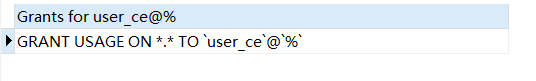 Grants for user_ce@%
GRANT USAGE ON *.* TO `user_ce`@`%`